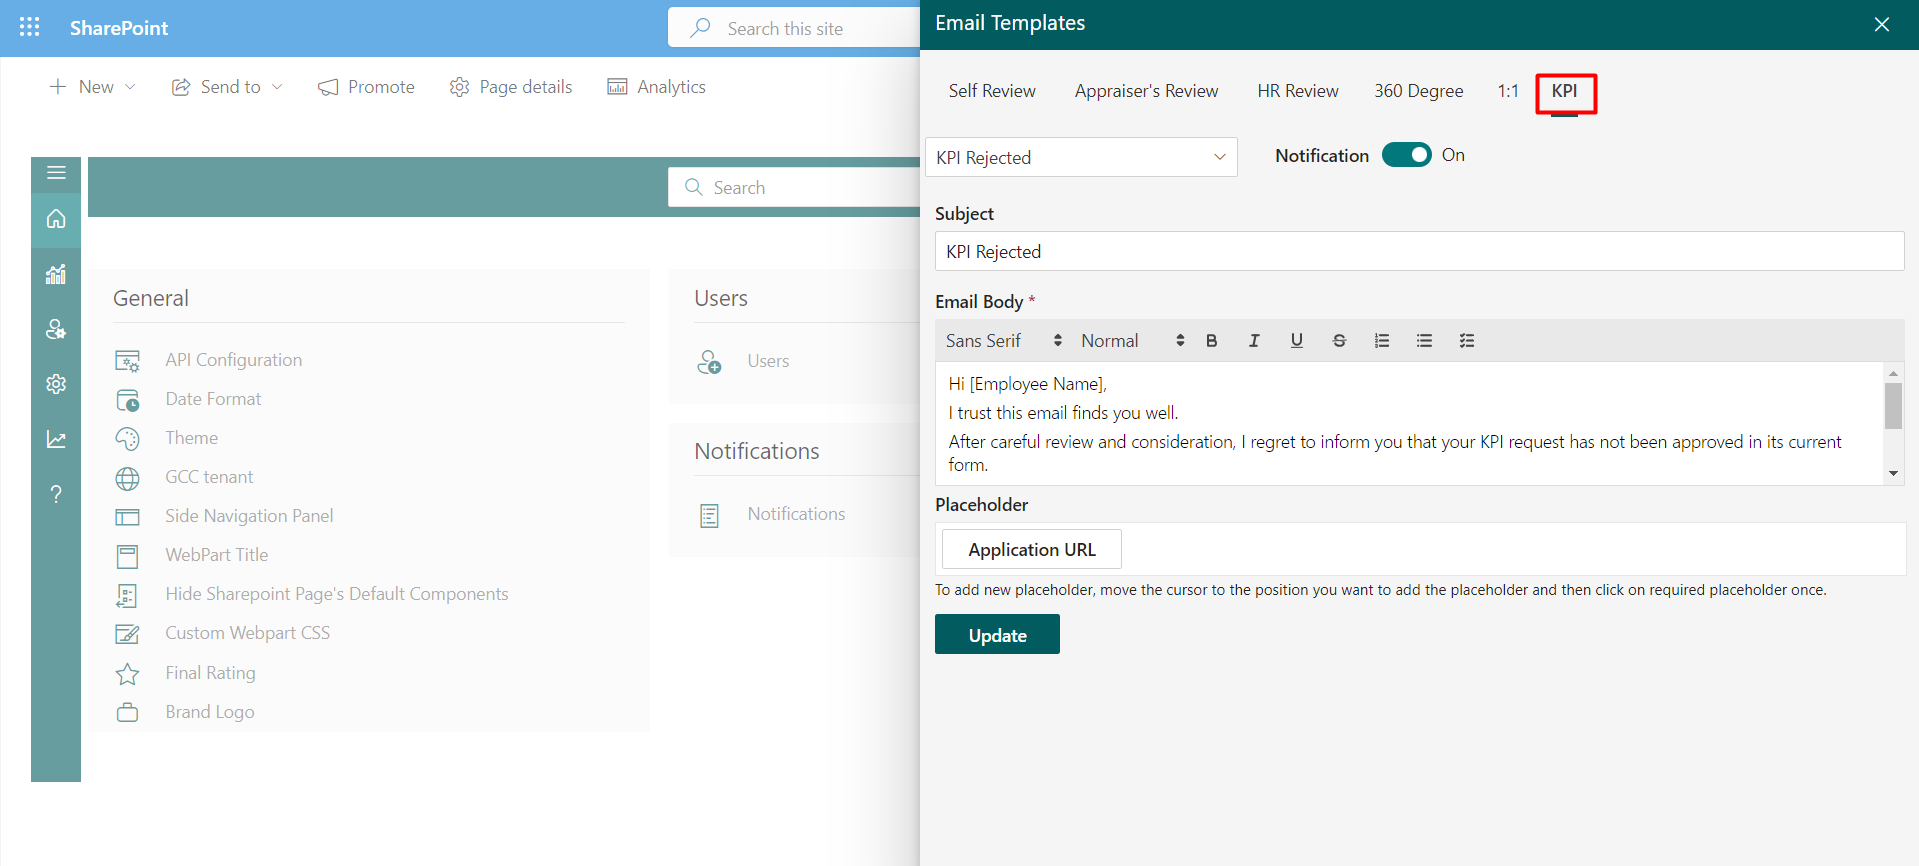 SharePoint
Search this site
New
Send to
Promote
Page details
Analytics
Search
General
API Configuration
Date Format
Theme
GCC tenant
Side Navigation Panel
WebPart Title
Hide Sharepoint Page's Default Components
Custom Webpart CSS
Final Rating
Brand Logo
Users
Users
Notifications
Notifications
Email Templates
Self Review Appraiser's Review HR Review 360 Degree 1:1 KPI
KPI Rejected
Notification On
Subject
KPI Rejected
Email Body *
Sans Serif Normal B I U S
Hi [Employee Name],
I trust this email finds you well.
After careful review and consideration, I regret to inform you that your KPI request has not been approved in its current
form.
Placeholder
Application URL
To add new placeholder, move the cursor to the position you want to add the placeholder and then click on required placeholder once.
Update